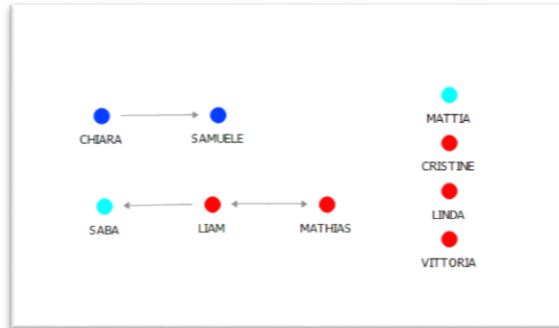 CHIARA
SAMUELE
SABA
LIAM
MATHIAS
MATTIA
CRISTINE
LINDA
VITTORIA